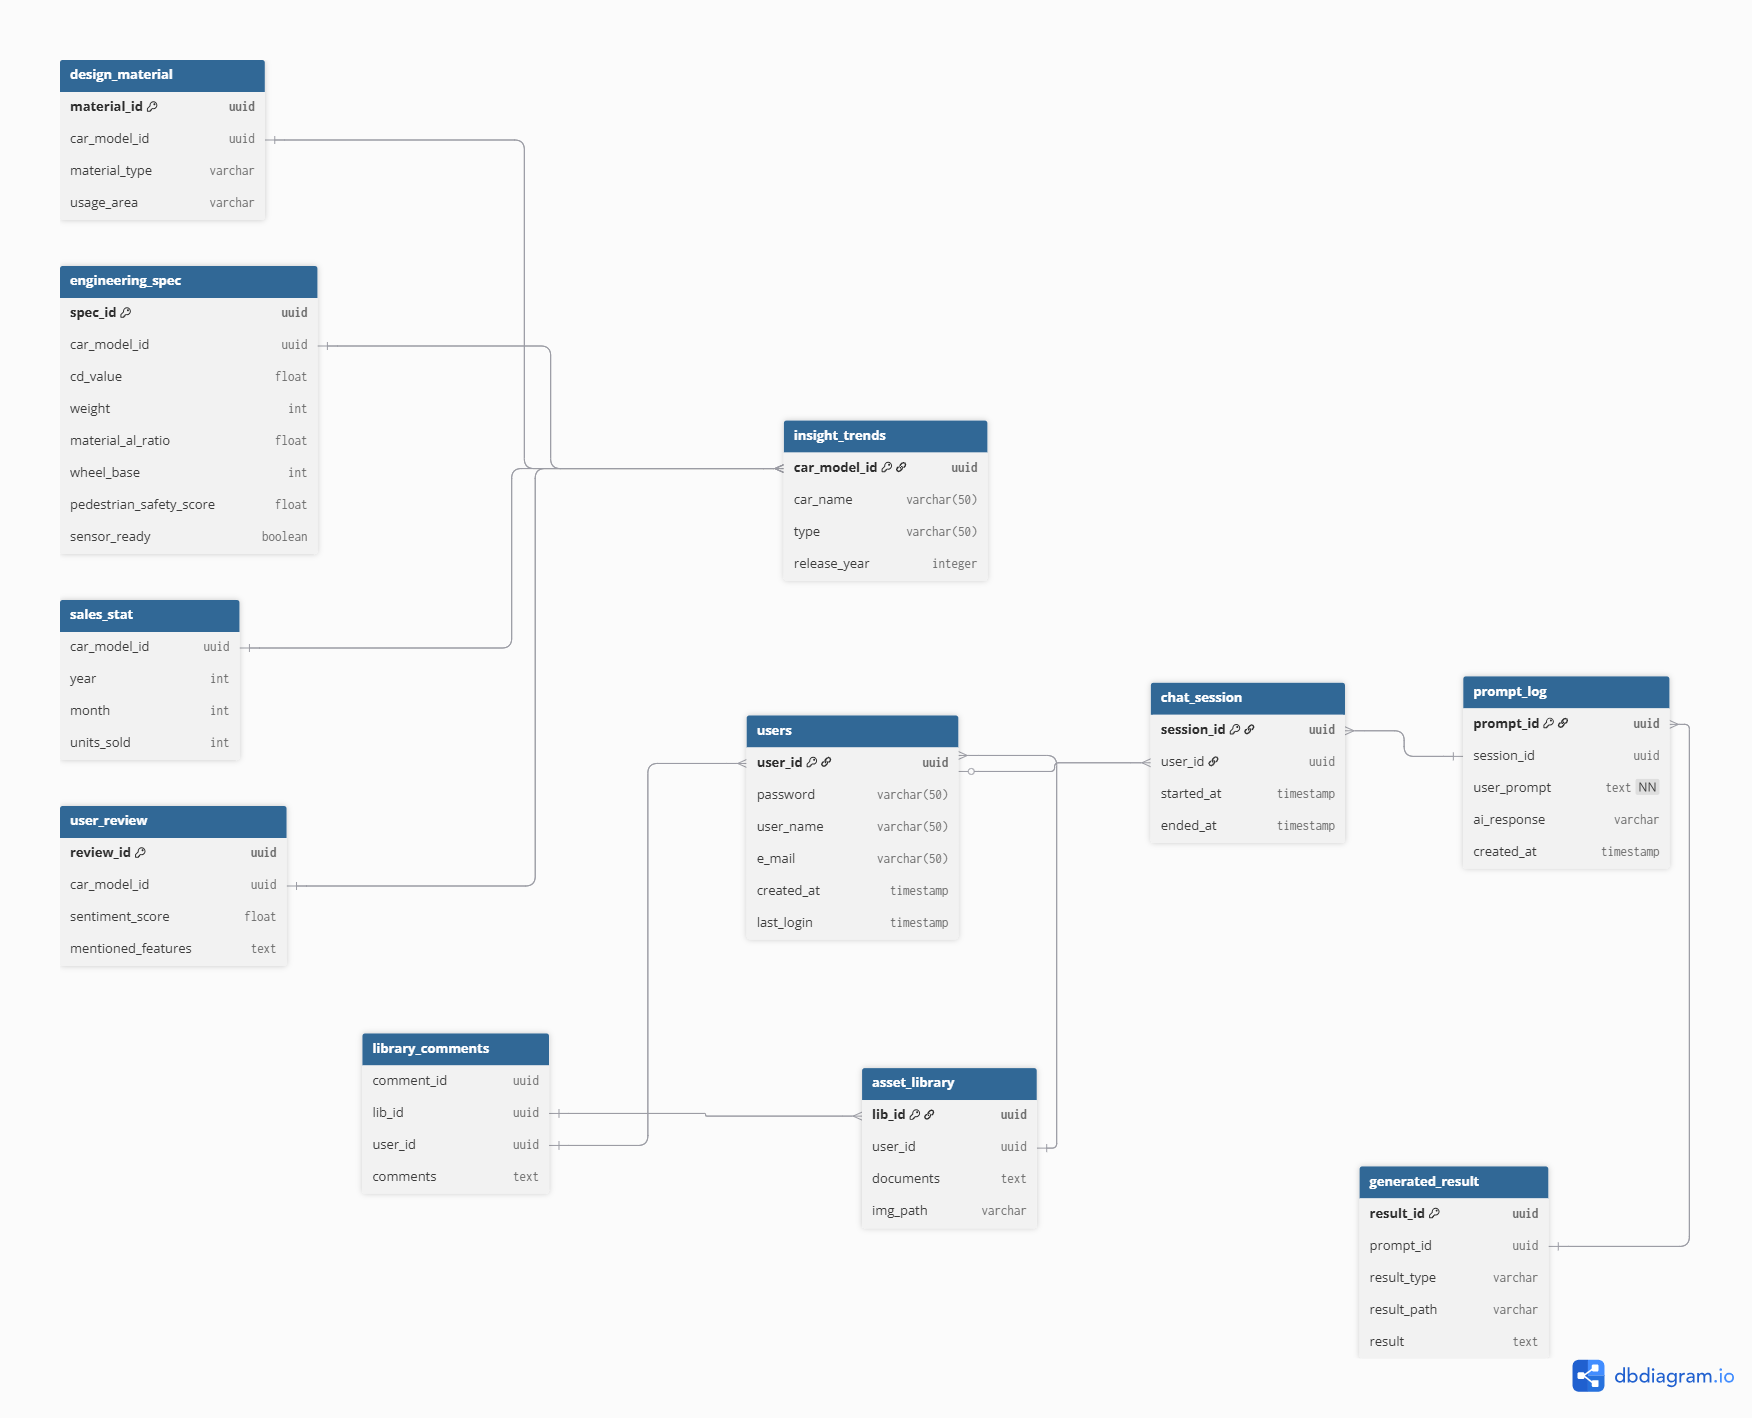 design_material
material_id uuid
car_model_id uuid
material_type varchar
usage_area varchar
engineering_spec
spec_id uuid
car_model_id uuid
cd_value float
weight int
material_al_ratio float
wheel_base int
pedestrian_safety_score float
sensor_ready boolean
sales_stat
car_model_id uuid
year int
month int
units_sold int
user_review
review_id uuid
car_model_id uuid
sentiment_score float
mentioned_features text
insight_trends
car_model_id uuid
car_name varchar(50)
type varchar(50)
release_year integer
users
user_id uuid
password varchar(50)
user_name varchar(50)
e_mail varchar(50)
created_at timestamp
last_login timestamp
chat_session
session_id uuid
user_id uuid
started_at timestamp
ended_at timestamp
prompt_log
prompt_id uuid
session_id uuid
user_prompt text NN
ai_response varchar
created_at timestamp
library_comments
comment_id uuid
lib_id uuid
user_id uuid
comments text
asset_library
lib_id uuid
user_id uuid
documents text
img_path varchar
generated_result
result_id uuid
prompt_id uuid
result_type varchar
result_path varchar
result text
dbdiagram.io